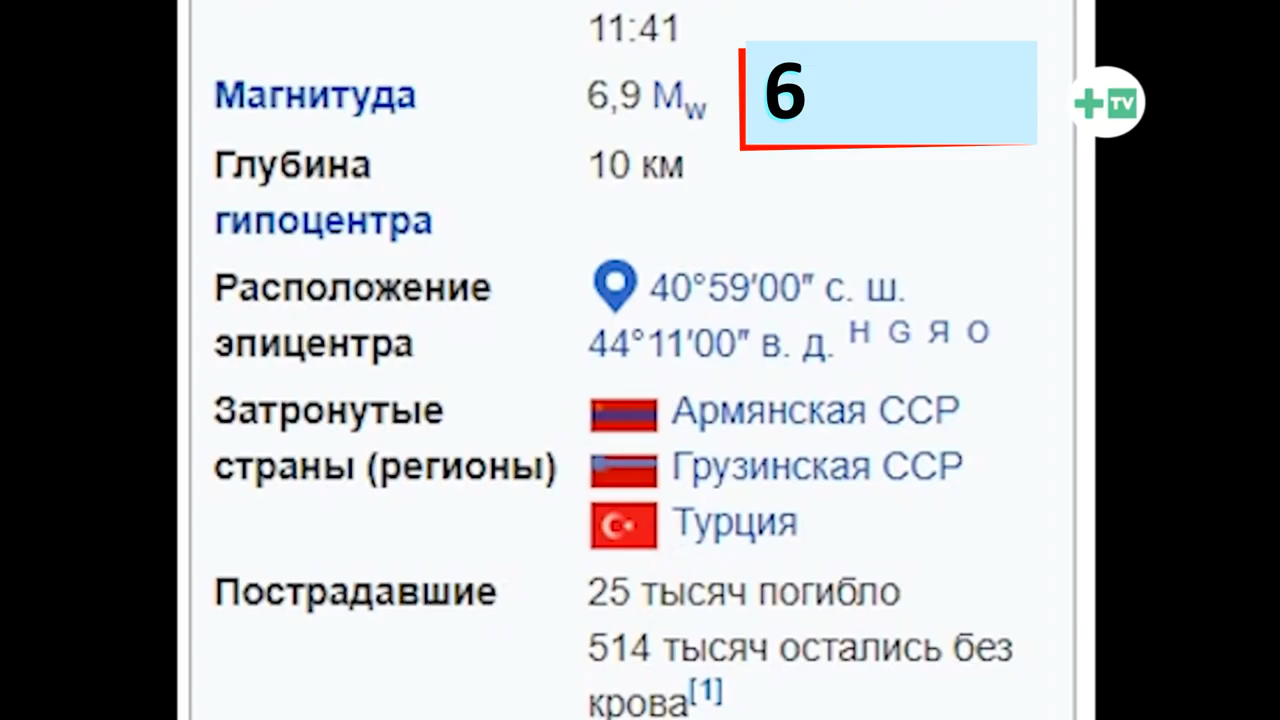 11:41
6
Магнитуда 6,9 Mw
TV
Глубина 10 км
гипоцентра
Расположение 40°59′00″ с. ш.
эпицентра 44°11′00″ в. д. H G Я O
Затронутые Армянская ССР
страны (регионы) Грузинская ССР
Турция
Пострадавшие 25 тысяч погибло
514 тысяч остались без
крова[1]